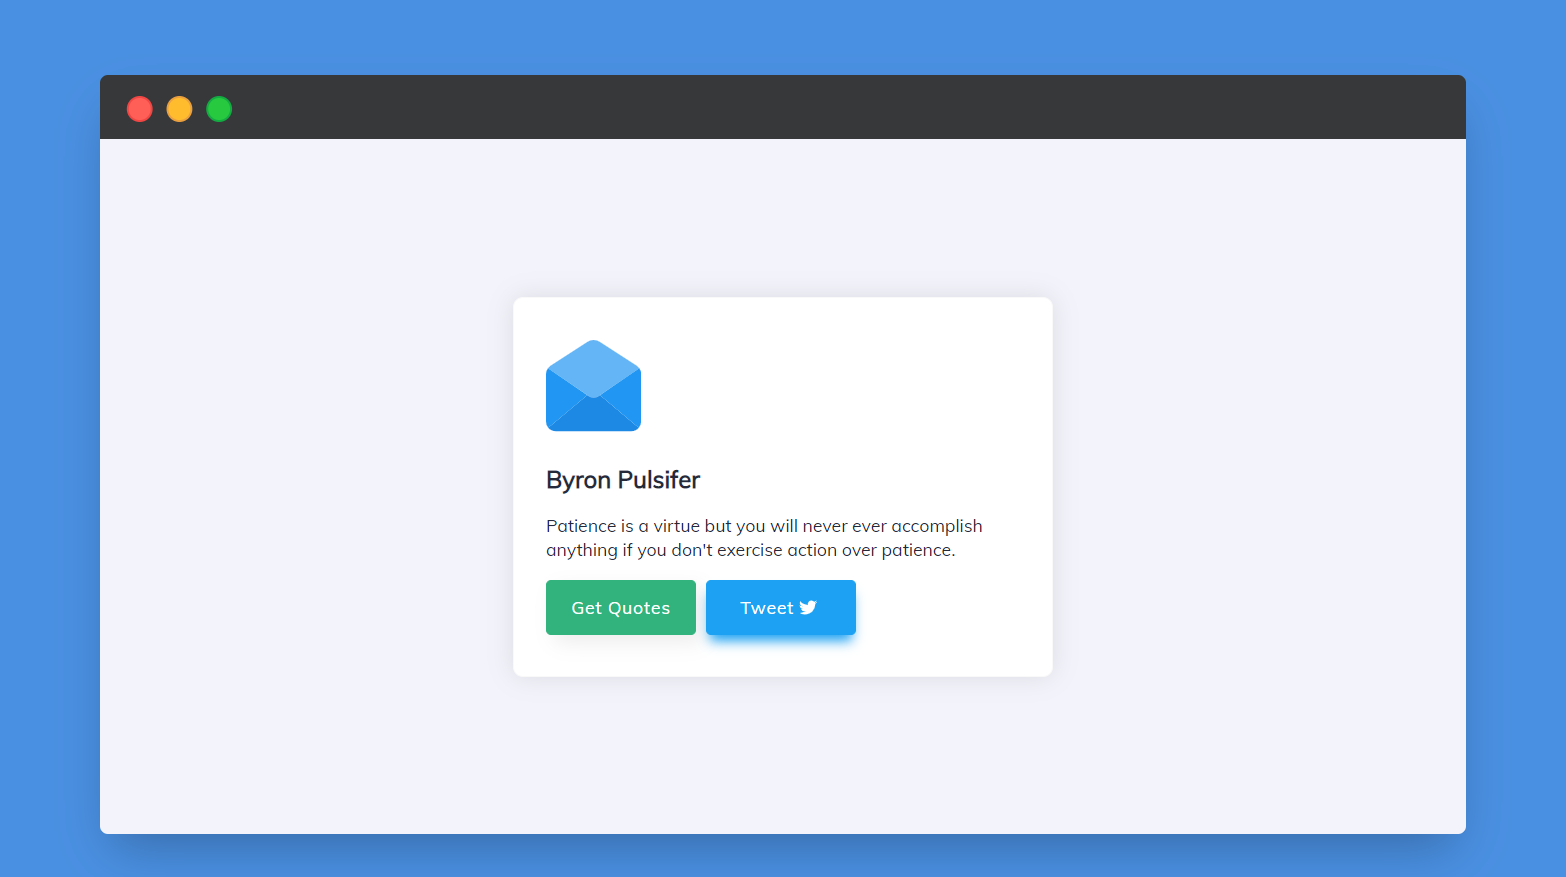 Byron Pulsifer
Patience is a virtue but you will never ever accomplish
anything if you don't exercise action over patience.
Get Quotes
Tweet